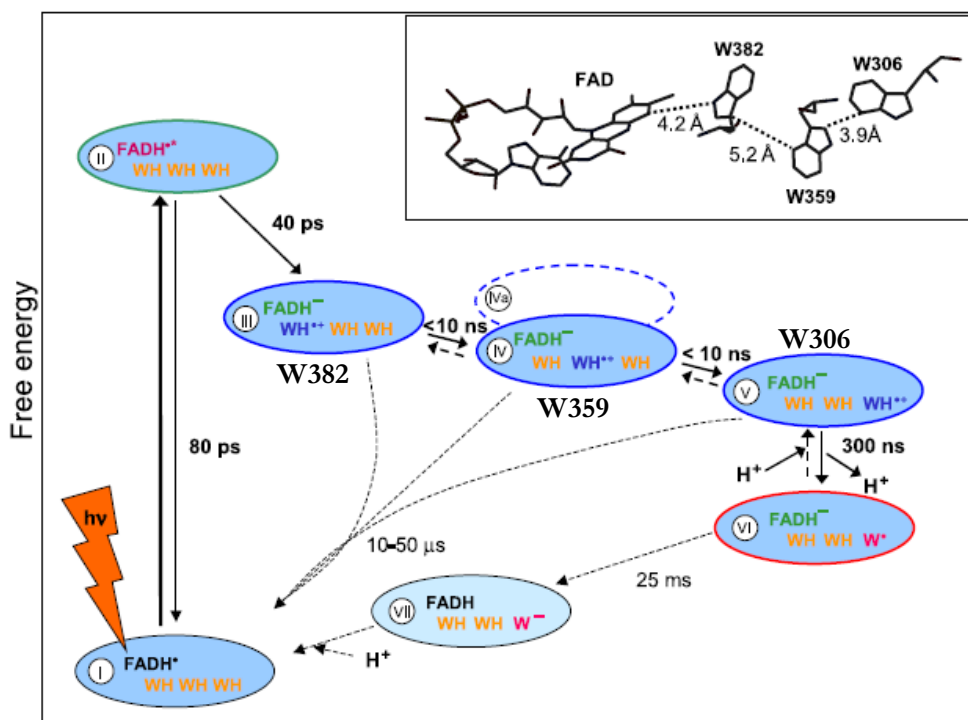 Free energy
II
FADH•*
WH WH WH
40 ps
80 ps
hν
I
FADH•
WH WH WH
III
FADH−
WH•+ WH WH
W382
<10 ns
IVa
IV
FADH−
WH WH•+ WH
W359
< 10 ns
W306
V
FADH−
WH WH WH•+
300 ns
H+
H+
VI
FADH−
WH WH W•
10-50 µs
25 ms
VII
FADH
WH WH W−
H+
FAD
W382
W306
4.2 Å
5,2 Å
3.9Å
W359